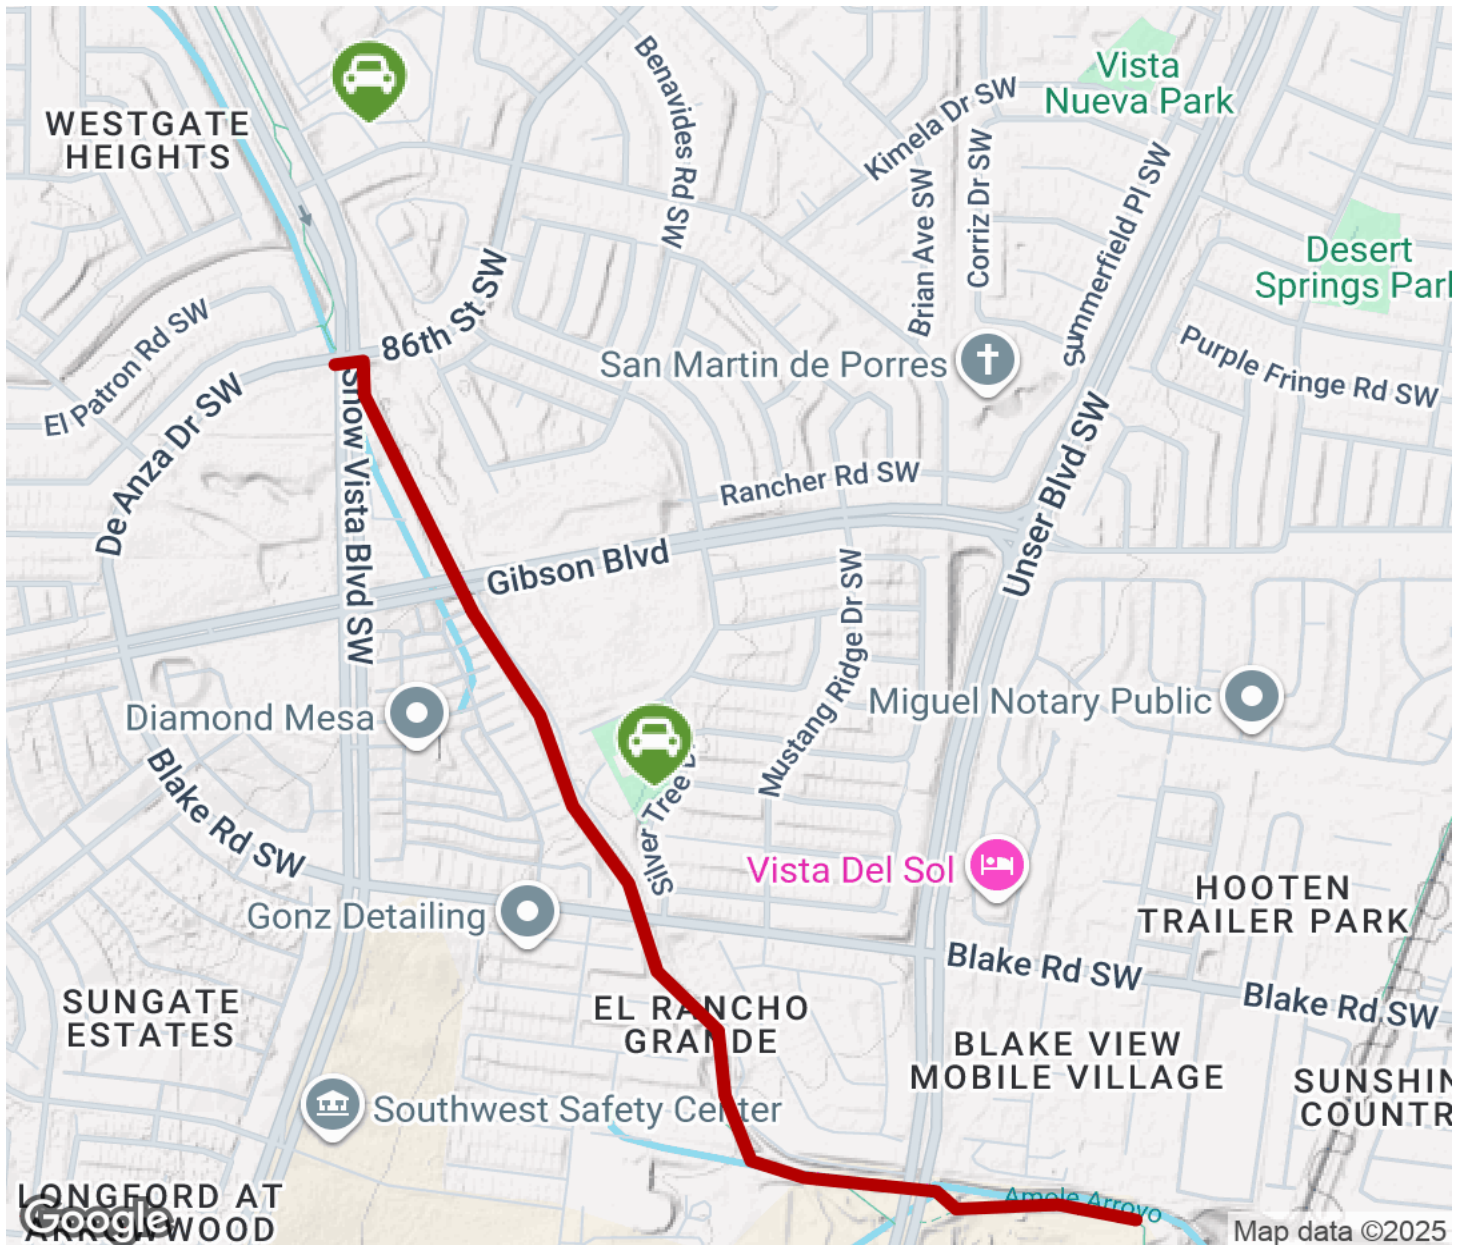 Vista
Nueva Park
Benavides Rd SW
Kimela Dr SW
WESTGATE
HEIGHTS
Corriz Dr SW
Brian Ave SW
Summerfield Pl SW
Desert
Springs Park
86th St SW
El Patron Rd SW
San Martin de Porres
Purple Fringe Rd SW
De Anza Dr SW
Snow Vista Blvd SW
Rancher Rd SW
Unser Blvd SW
Gibson Blvd
Mustang Ridge Dr SW
Miguel Notary Public
Diamond Mesa
Blake Rd SW
Silver Tree D
Vista Del Sol
HOOTEN
TRAILER PARK
Gonz Detailing
Blake Rd SW
Blake Rd SW
SUNGATE
ESTATES
EL RANCHO
GRANDE
BLAKE VIEW
MOBILE VILLAGE
SUNSHIN
COUNTR
Southwest Safety Center
LONGFORD AT
ARROWWOOD
Amole Arroyo
Google
Map data ©2025